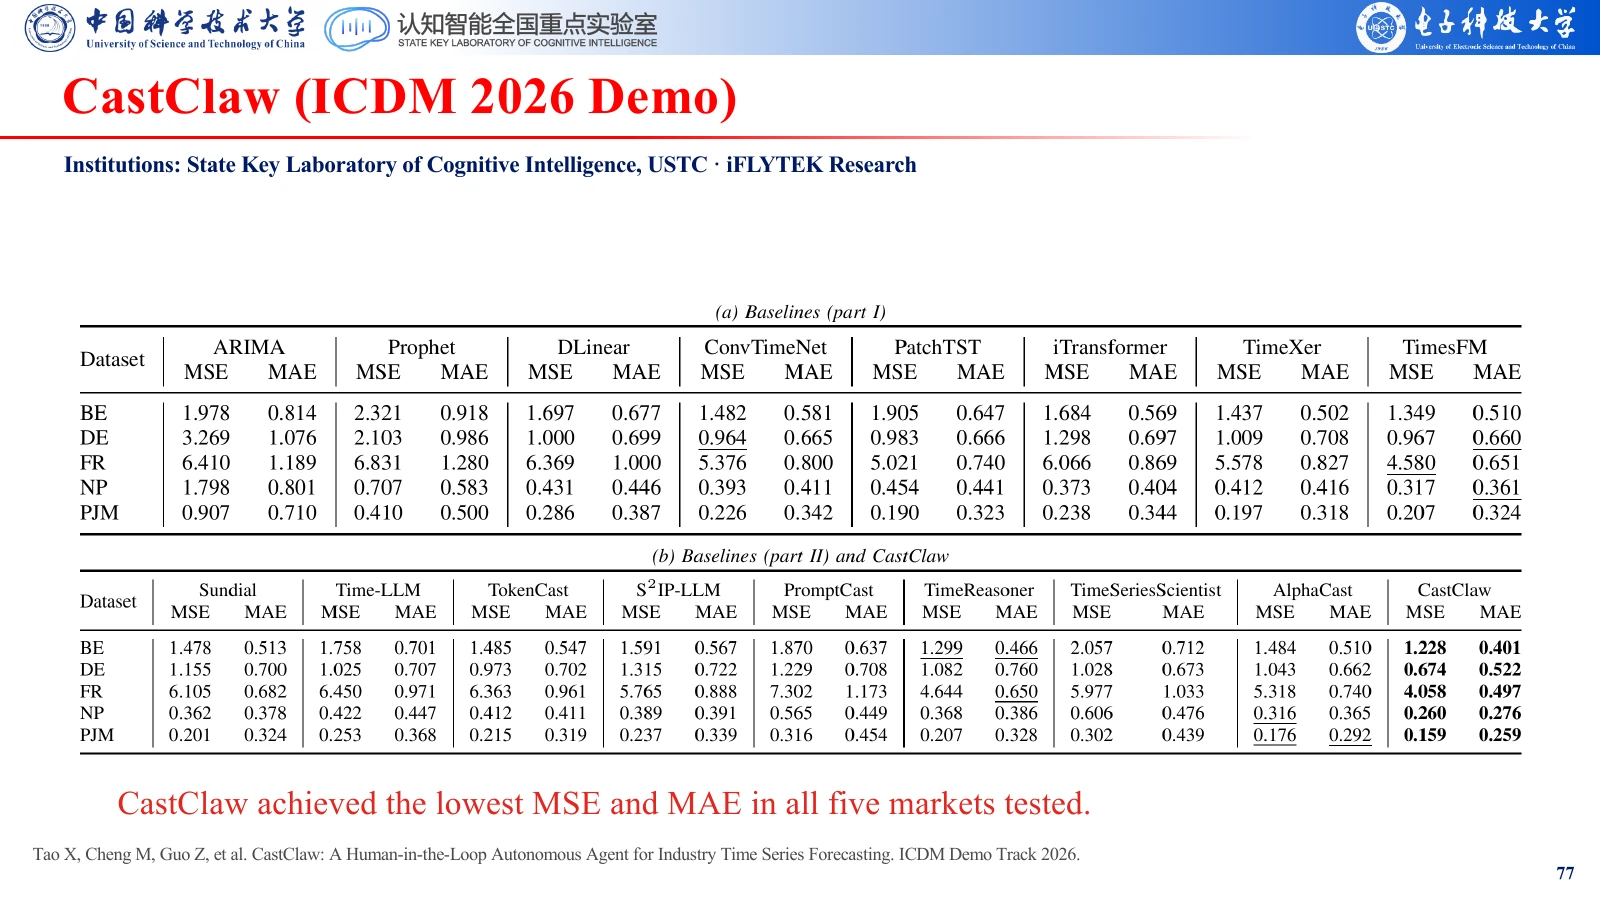 中国科学技术大学
University of Science and Technology of China
认知智能全国重点实验室
STATE KEY LABORATORY OF COGNITIVE INTELLIGENCE
电子科技大学
University of Electronic Science and Technology of China
CastClaw (ICDM 2026 Demo)
Institutions: State Key Laboratory of Cognitive Intelligence, USTC · iFLYTEK Research
(a) Baselines (part I)
Dataset ARIMA Prophet DLinear ConvTimeNet PatchTST iTransformer TimeXer TimesFM
MSE MAE MSE MAE MSE MAE MSE MAE MSE MAE MSE MAE MSE MAE MSE MAE
BE 1.978 0.814 2.321 0.918 1.697 0.677 1.482 0.581 1.905 0.647 1.684 0.569 1.437 0.502 1.349 0.510
DE 3.269 1.076 2.103 0.986 1.000 0.699 0.964 0.665 0.983 0.666 1.298 0.697 1.009 0.708 0.967 0.660
FR 6.410 1.189 6.831 1.280 6.369 1.000 5.376 0.800 5.021 0.740 6.066 0.869 5.578 0.827 4.580 0.651
NP 1.798 0.801 0.707 0.583 0.431 0.446 0.393 0.411 0.454 0.441 0.373 0.404 0.412 0.416 0.317 0.361
PJM 0.907 0.710 0.410 0.500 0.286 0.387 0.226 0.342 0.190 0.323 0.238 0.344 0.197 0.318 0.207 0.324
(b) Baselines (part II) and CastClaw
Dataset Sundial Time-LLM TokenCast S²IP-LLM PromptCast TimeReasoner TimeSeriesScientist AlphaCast CastClaw
MSE MAE MSE MAE MSE MAE MSE MAE MSE MAE MSE MAE MSE MAE MSE MAE MSE MAE
BE 1.478 0.513 1.758 0.701 1.485 0.547 1.591 0.567 1.870 0.637 1.299 0.466 2.057 0.712 1.484 0.510 1.228 0.401
DE 1.155 0.700 1.025 0.707 0.973 0.702 1.315 0.722 1.229 0.708 1.082 0.760 1.028 0.673 1.043 0.662 0.674 0.522
FR 6.105 0.682 6.450 0.971 6.363 0.961 5.765 0.888 7.302 1.173 4.644 0.650 5.977 1.033 5.318 0.740 4.058 0.497
NP 0.362 0.378 0.422 0.447 0.412 0.411 0.389 0.391 0.565 0.449 0.368 0.386 0.606 0.476 0.316 0.365 0.260 0.276
PJM 0.201 0.324 0.253 0.368 0.215 0.319 0.237 0.339 0.316 0.454 0.207 0.328 0.302 0.439 0.176 0.292 0.159 0.259
CastClaw achieved the lowest MSE and MAE in all five markets tested.
Tao X, Cheng M, Guo Z, et al. CastClaw: A Human-in-the-Loop Autonomous Agent for Industry Time Series Forecasting. ICDM Demo Track 2026.
77